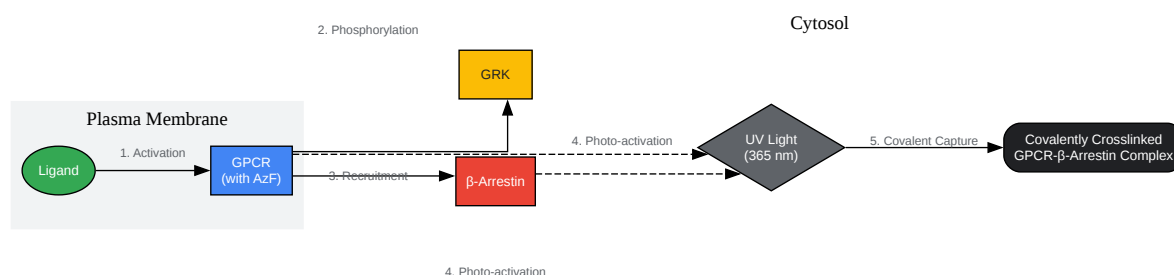 Cytosol
2. Phosphorylation
GRK
Plasma Membrane
1. Activation
Ligand
GPCR
(with AzF)
3. Recruitment
β-Arrestin
4. Photo-activation
UV Light
(365 nm)
5. Covalent Capture
Covalently Crosslinked
GPCR-β-Arrestin Complex
4. Photo-activation